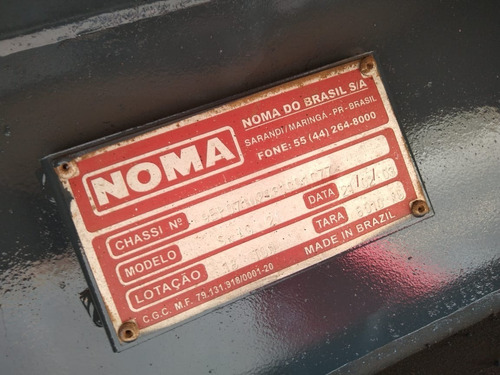 NOMA
NOMA DO BRASIL S/A
SARANDI/MARINGÁ-PR-BRASIL
FONE: 55 (44) 264-8000
CHASSI Nº
DATA
MODELO
TARA
LOTAÇÃO
MADE IN BRAZIL
C.G.C. M.F. 79.131.918/0001-20